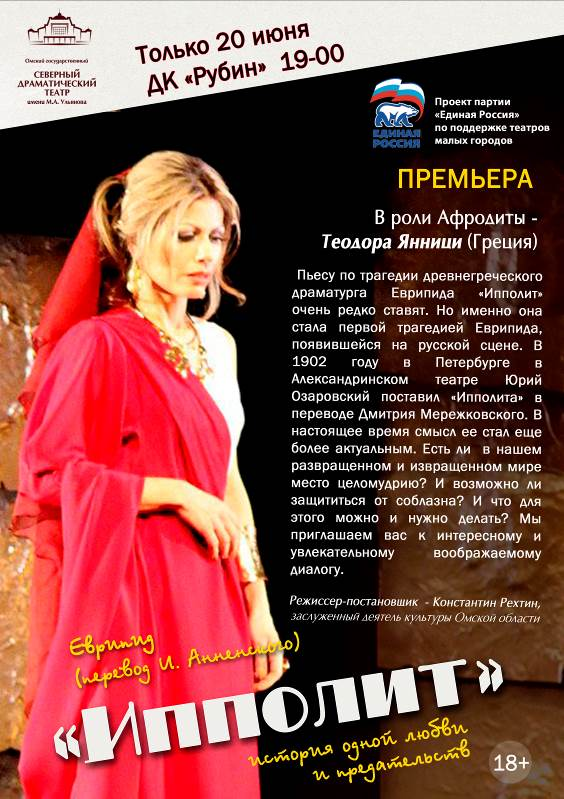 Омский государственный
СЕВЕРНЫЙ
ДРАМАТИЧЕСКИЙ
ТЕАТР
имени М.А. Ульянова
Только 20 июня
ДК «Рубин» 19-00
ЕДИНАЯ
РОССИЯ
Проект партии
«Единая Россия»
по поддержке театров
малых городов
ПРЕМЬЕРА
В роли Афродиты -
Теодора Янници (Греция)
Пьесу по трагедии древнегреческого
драматурга Еврипида «Ипполит»
очень редко ставят. Но именно она
стала первой трагедией Еврипида,
появившейся на русской сцене. В
1902 году в Петербурге в
Александринском театре Юрий
Озаровский поставил «Ипполита» в
переводе Дмитрия Мережковского. В
настоящее время смысл ее стал еще
более актуальным. Есть ли в нашем
развращенном и извращенном мире
место целомудрию? И возможно ли
защититься от соблазна? И что для
этого можно и нужно делать? Мы
приглашаем вас к интересному и
увлекательному воображаемому
диалогу.
Режиссер-постановщик - Константин Рехтин,
заслуженный деятель культуры Омской области
Еврипид
(перевод И. Анненского)
«Ипполит»
история одной любви
и предательств
18+